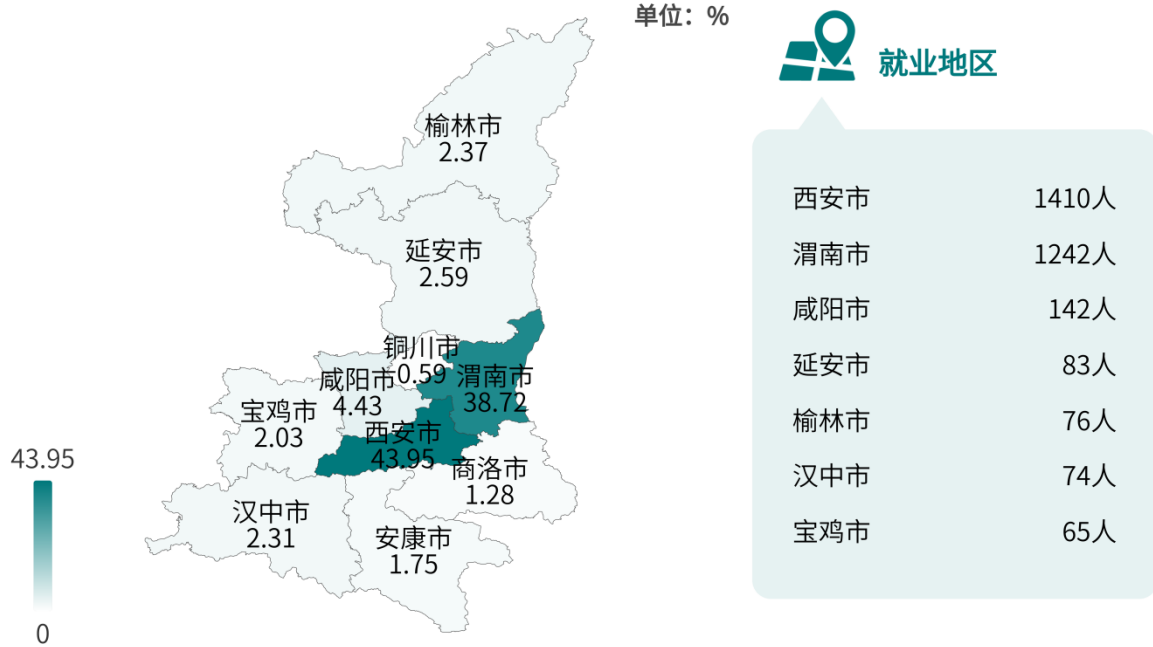 单位：%
榆林市
2.37
延安市
2.59
铜川市
0.59
咸阳市
4.43
渭南市
38.72
宝鸡市
2.03
西安市
43.95
商洛市
1.28
汉中市
2.31
安康市
1.75
43.95
0
就业地区
西安市 1410人
渭南市 1242人
咸阳市 142人
延安市 83人
榆林市 76人
汉中市 74人
宝鸡市 65人